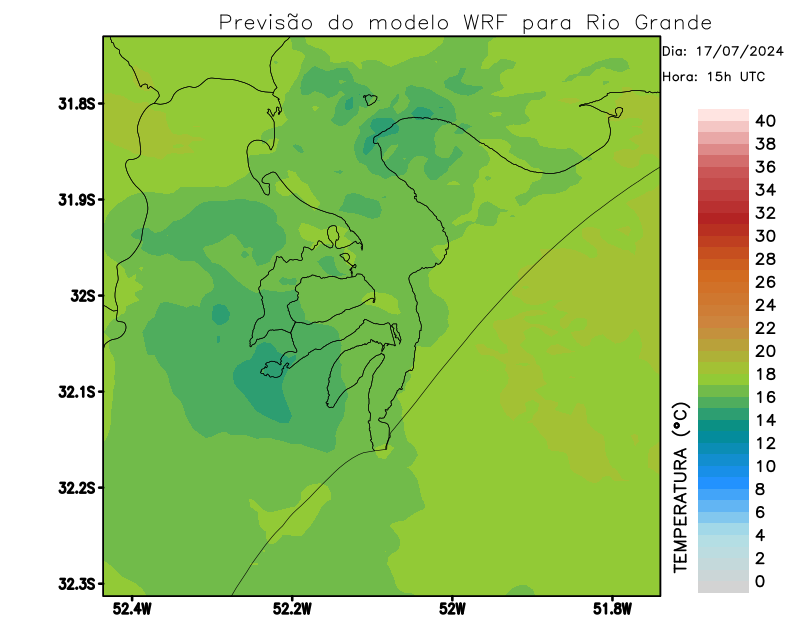 Previsão do modelo WRF para Rio Grande
Dia: 17/07/2024
Hora: 15h UTC
31.8S
31.9S
32S
32.1S
32.2S
32.3S
52.4W
52.2W
52W
51.8W
TEMPERATURA (°C)
40
38
36
34
32
30
28
26
24
22
20
18
16
14
12
10
8
6
4
2
0